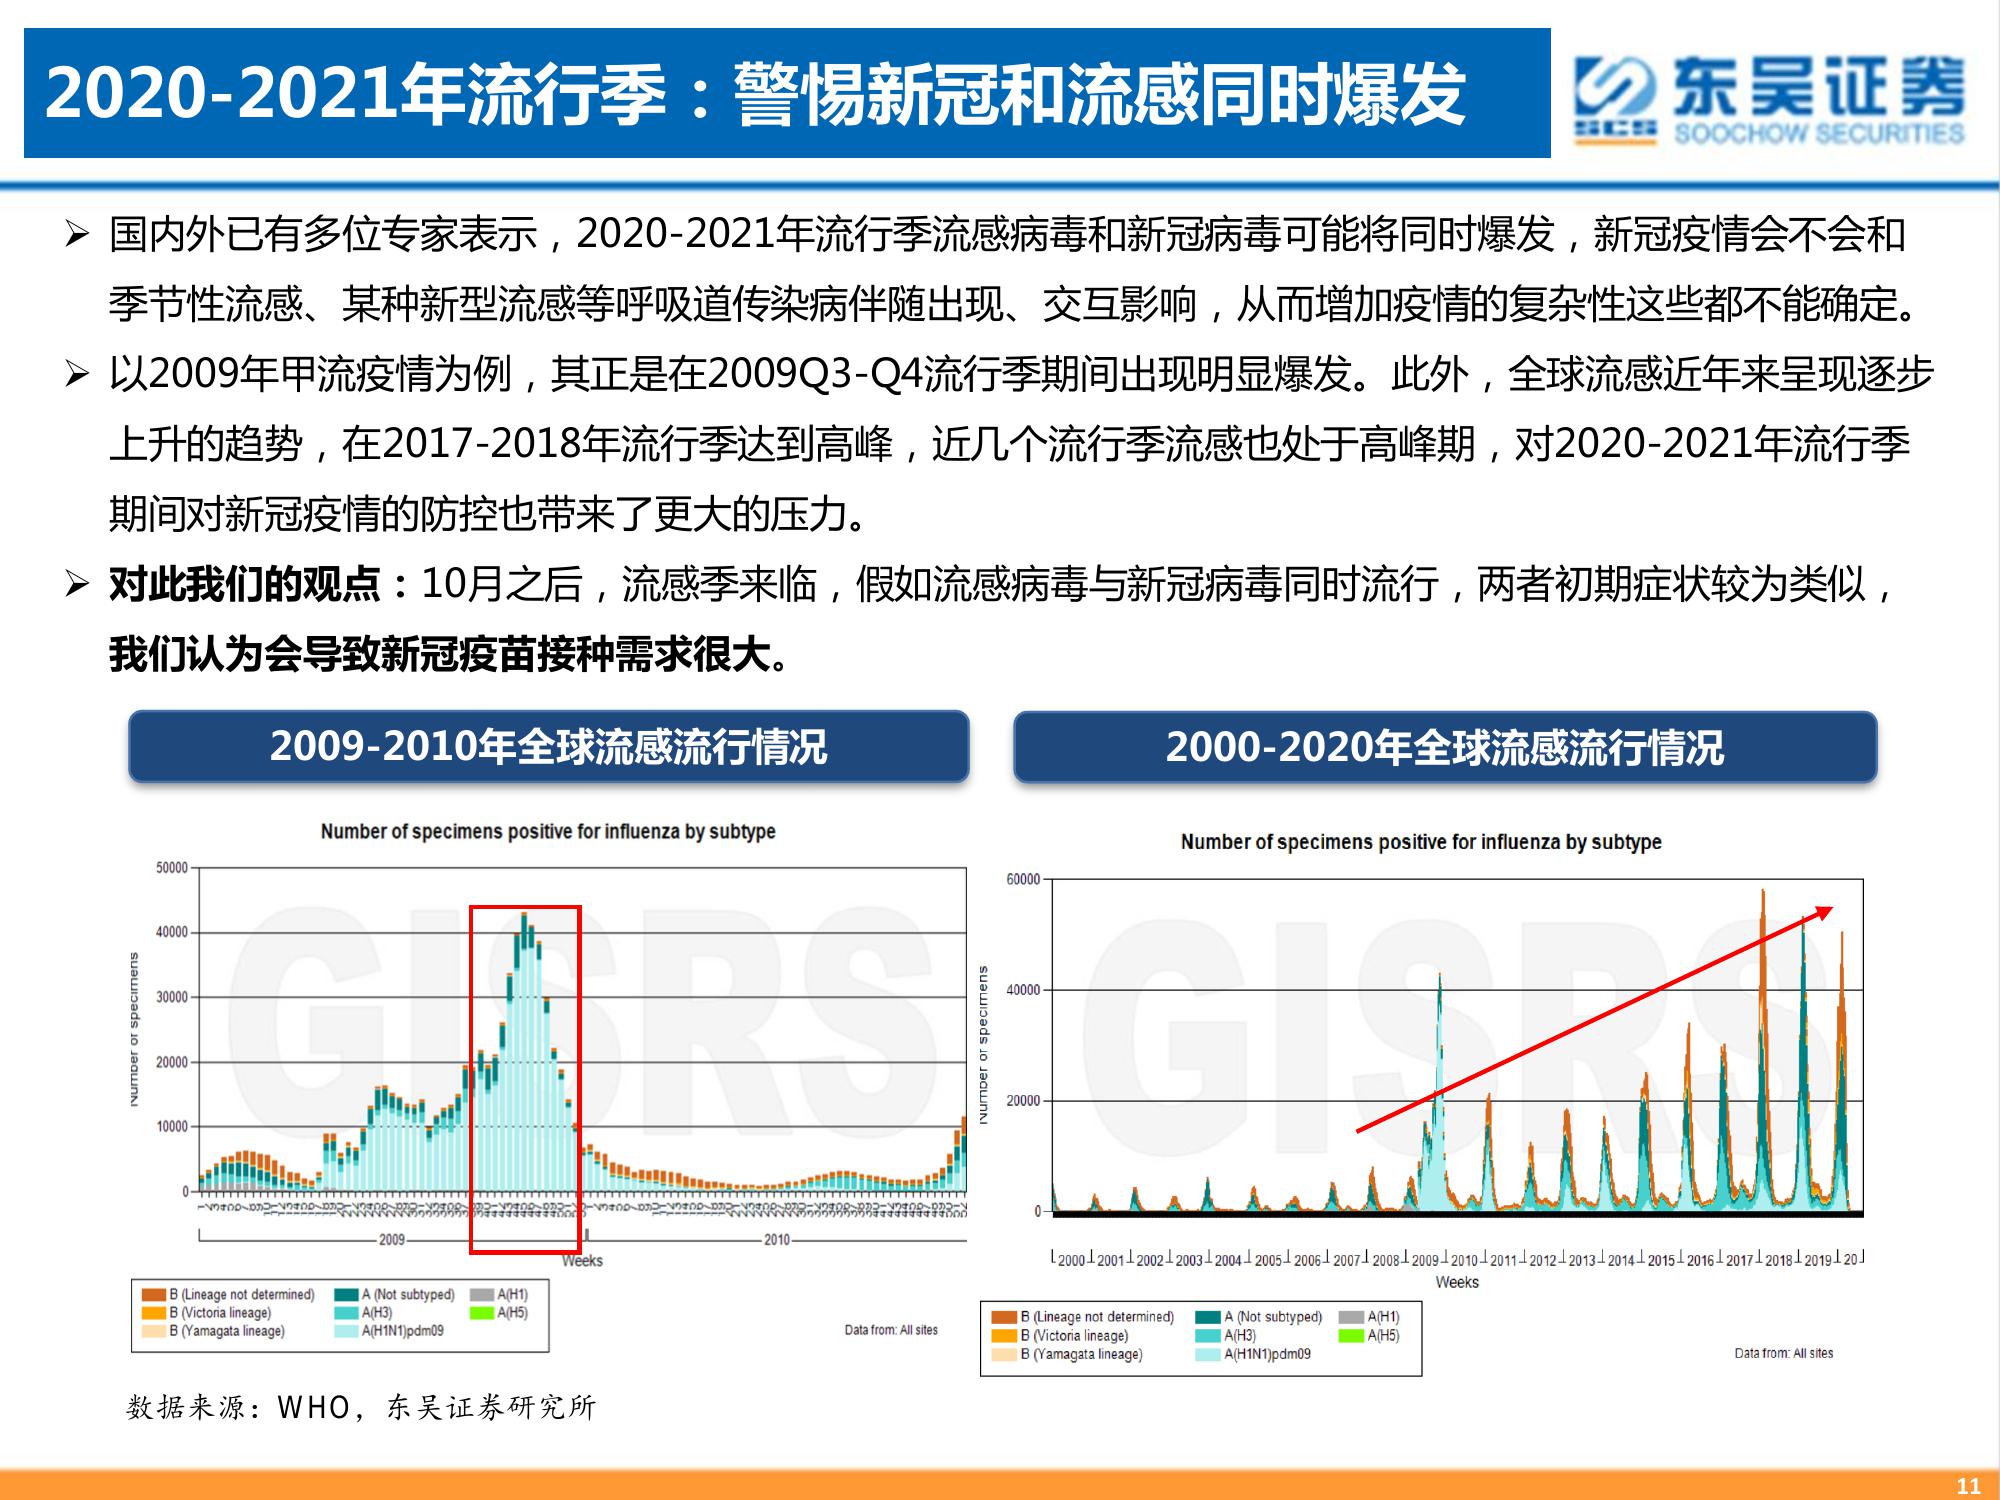 2020-2021年流行季：警惕新冠和流感同时爆发
东吴证券
SCS
SOOCHOW SECURITIES
➢ 国内外已有多位专家表示，2020-2021年流行季流感病毒和新冠病毒可能将同时爆发，新冠疫情会不会和
季节性流感、某种新型流感等呼吸道传染病伴随出现、交互影响，从而增加疫情的复杂性这些都不能确定。
➢ 以2009年甲流疫情为例，其正是在2009Q3-Q4流行季期间出现明显爆发。此外，全球流感近年来呈现逐步
上升的趋势，在2017-2018年流行季达到高峰，近几个流行季流感也处于高峰期，对2020-2021年流行季
期间对新冠疫情的防控也带来了更大的压力。
➢ 对此我们的观点：10月之后，流感季来临，假如流感病毒与新冠病毒同时流行，两者初期症状较为类似，
我们认为会导致新冠疫苗接种需求很大。
2009-2010年全球流感流行情况
Number of specimens positive for influenza by subtype
GISRS
Number of specimens
50000
40000
30000
20000
10000
0
2009
2010
Weeks
B (Lineage not determined)
A (Not subtyped)
A(H1)
B (Victoria lineage)
A(H3)
A(H5)
B (Yamagata lineage)
A(H1N1)pdm09
Data from: All sites
2000-2020年全球流感流行情况
Number of specimens positive for influenza by subtype
GISRS
Number of specimens
60000
40000
20000
0
2000 2001 2002 2003 2004 2005 2006 2007 2008 2009 2010 2011 2012 2013 2014 2015 2016 2017 2018 2019 20
Weeks
B (Lineage not determined)
A (Not subtyped)
A(H1)
B (Victoria lineage)
A(H3)
A(H5)
B (Yamagata lineage)
A(H1N1)pdm09
Data from: All sites
数据来源：WHO，东吴证券研究所
11